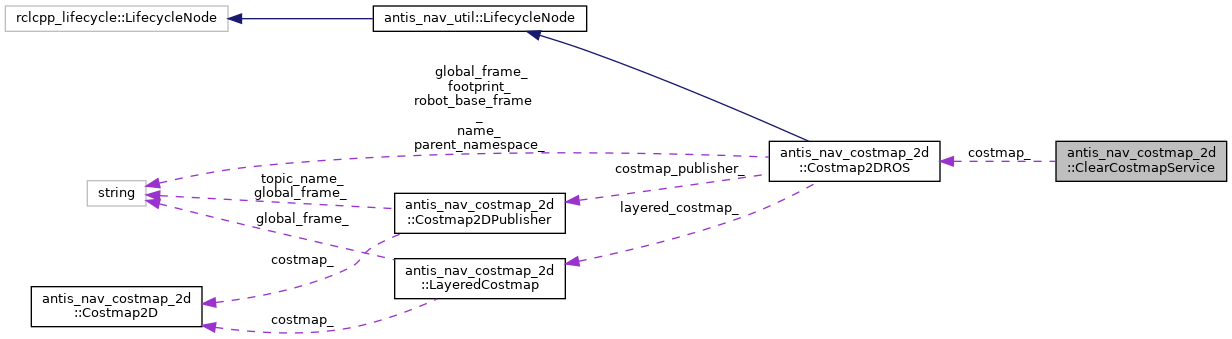 rclcpp_lifecycle::LifecycleNode
antis_nav_util::LifecycleNode
global_frame_
footprint_
robot_base_frame
_
name_
parent_namespace_
antis_nav_costmap_2d
::Costmap2DROS
costmap_
antis_nav_costmap_2d
::ClearCostmapService
costmap_publisher_
string
topic_name_
global_frame_
antis_nav_costmap_2d
::Costmap2DPublisher
layered_costmap_
global_frame_
costmap_
antis_nav_costmap_2d
::LayeredCostmap
antis_nav_costmap_2d
::Costmap2D
costmap_